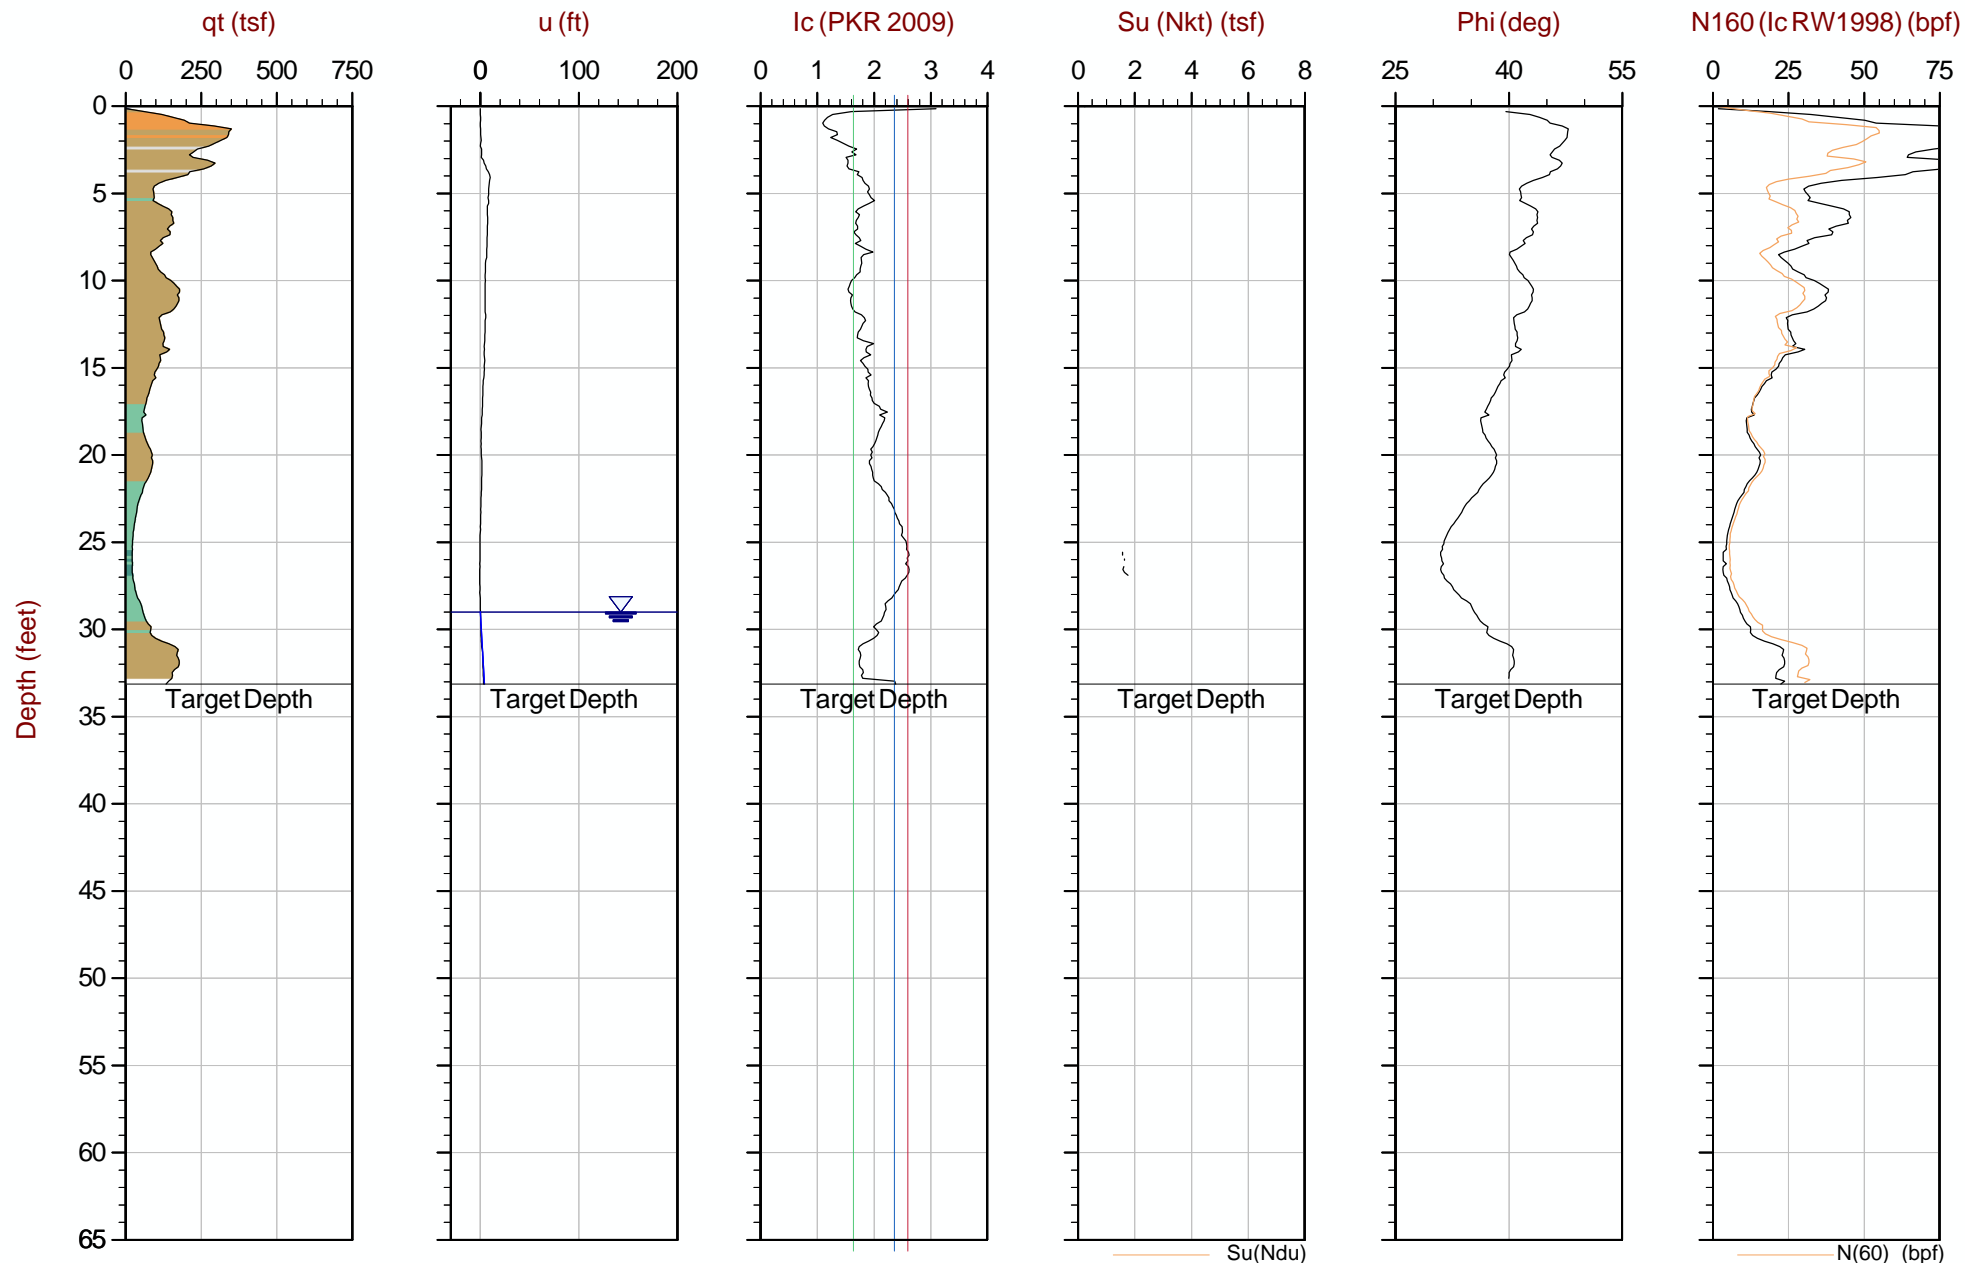 qt (tsf) u (ft) Ic (PKR 2009) Su (Nkt) (tsf) Phi (deg) N160 (Ic RW1998) (bpf)
0 250 500 750 0 100 200 0 1 2 3 4 0 2 4 6 8 25 40 55 0 25 50 75
0
5
10
15
20
25
30
Target Depth Target Depth Target Depth Target Depth Target Depth Target Depth
35
40
45
50
55
60
65
Depth (feet)
Su(Ndu) N(60) (bpf)